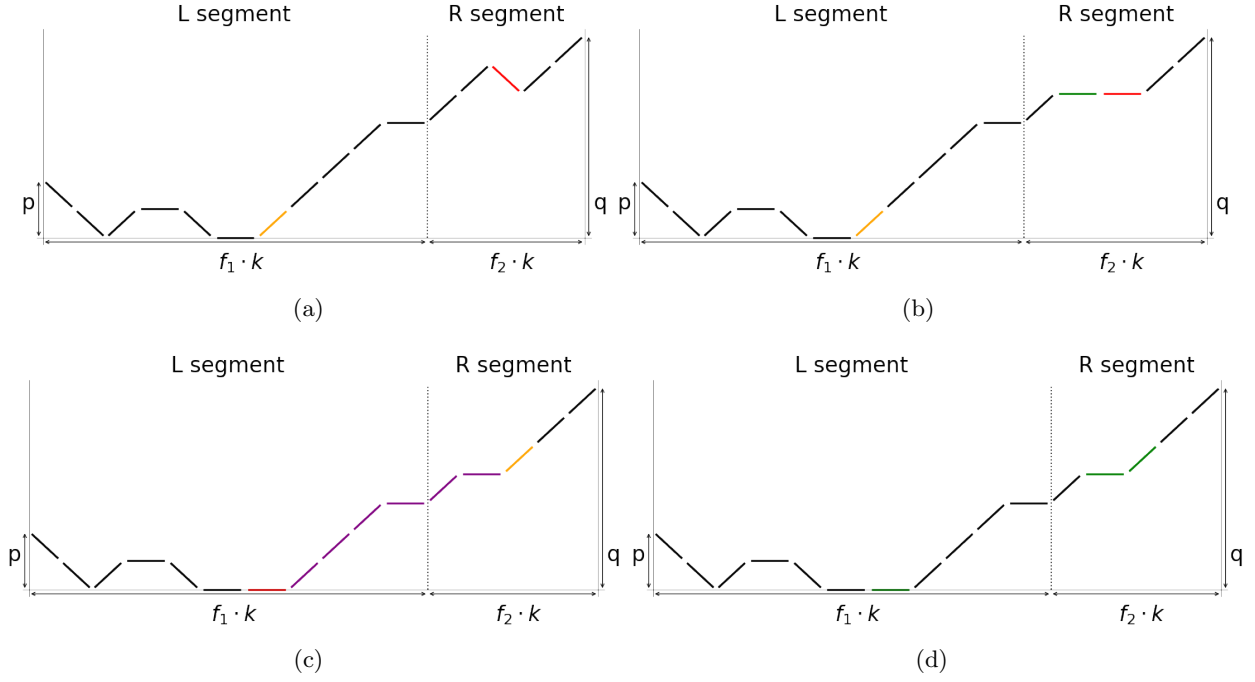 L segment R segment
p q
f₁ · k f₂ · k
(a)
L segment R segment
p q
f₁ · k f₂ · k
(b)
L segment R segment
p q
f₁ · k f₂ · k
(c)
L segment R segment
p q
f₁ · k f₂ · k
(d)